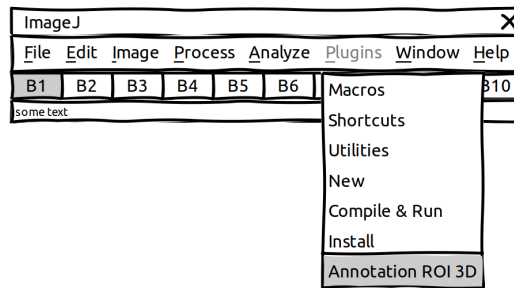 ImageJ
File Edit Image Process Analyze Plugins Window Help
B1 B2 B3 B4 B5 B6
some text
Macros
Shortcuts
Utilities
New
Compile & Run
Install
Annotation ROI 3D